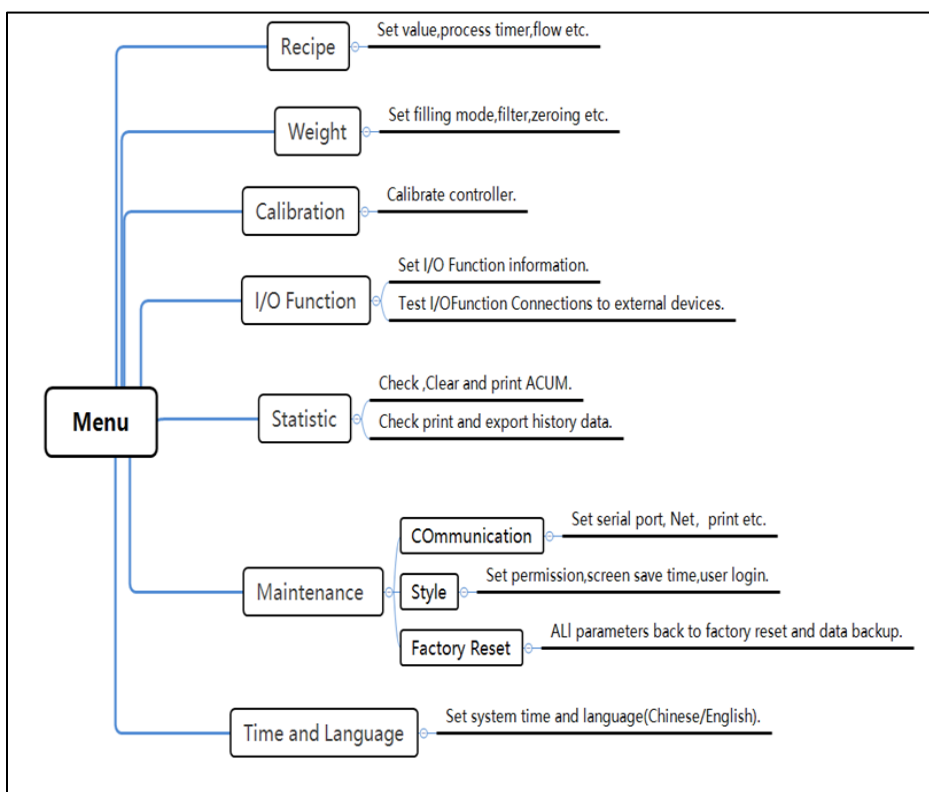 Recipe
Set value,process timer,flow etc.
Weight
Set filling mode,filter,zeroing etc.
Calibration
Calibrate controller.
I/O Function
Set I/O Function information.
Test I/OFunction Connections to external devices.
Menu
Statistic
Check ,Clear and print ACUM.
Check print and export history data.
Maintenance
COmmunication
Set serial port, Net，print etc.
Style
Set permission,screen save time,user login.
Factory Reset
ALl parameters back to factory reset and data backup.
Time and Language
Set system time and language(Chinese/English).